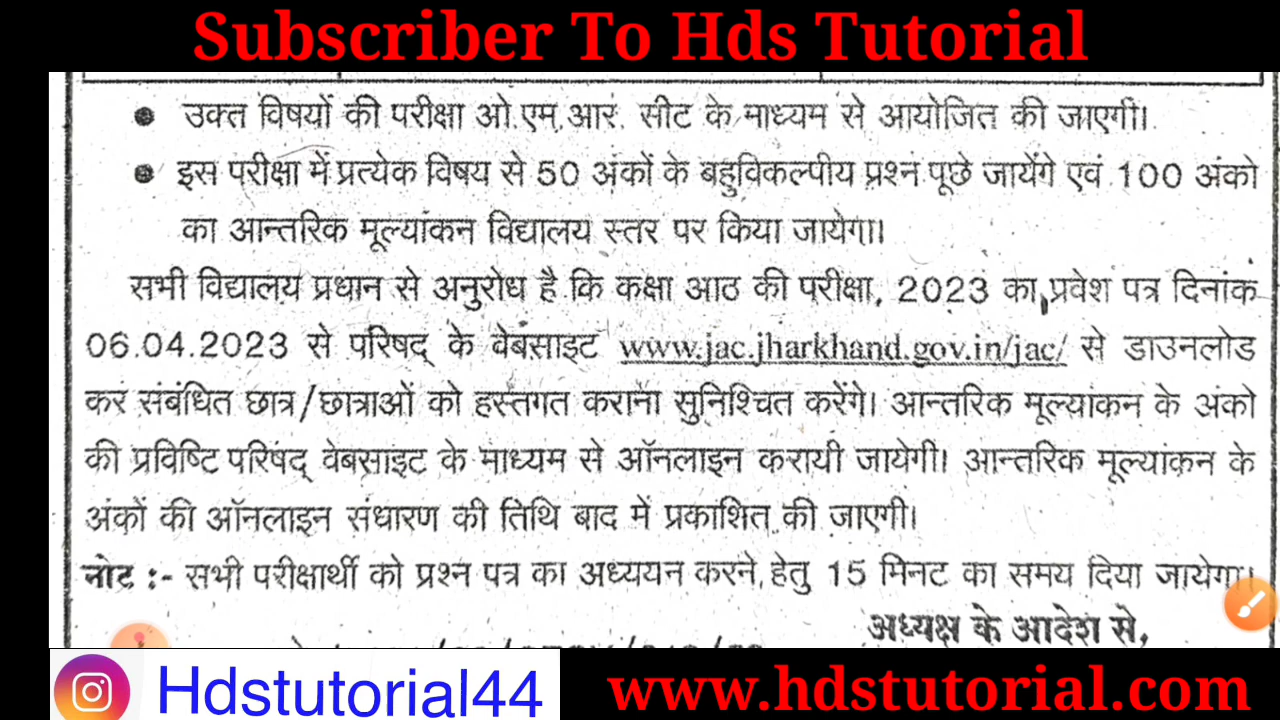 Subscriber To Hds Tutorial
● उक्त विषयों की परीक्षा ओ.एम.आर. सीट के माध्यम से आयोजित की जाएगी।
● इस परीक्षा में प्रत्येक विषय से 50 अंकों के बहुविकल्पीय प्रश्न पूछे जायेंगे एवं 100 अंको
का आन्तरिक मूल्यांकन विद्यालय स्तर पर किया जायेगा।
सभी विद्यालय प्रधान से अनुरोध है कि कक्षा आठ की परीक्षा, 2023 का प्रवेश पत्र दिनांक
06.04.2023 से परिषद् के वेबसाइट www.jac.jharkhand.gov.in/jac/ से डाउनलोड
कर संबंधित छात्र/छात्राओं को हस्तगत कराना सुनिश्चित करेंगे। आन्तरिक मूल्यांकन के अंको
की प्रविष्टि परिषद् वेबसाइट के माध्यम से ऑनलाइन करायी जायेगी। आन्तरिक मूल्यांकन के
अंकों की ऑनलाइन संधारण की तिथि बाद में प्रकाशित की जाएगी।
नोट :- सभी परीक्षार्थी को प्रश्न पत्र का अध्ययन करने हेतु 15 मिनट का समय दिया जायेगा।
अध्यक्ष के आदेश से,
Hdstutorial44
www.hdstutorial.com